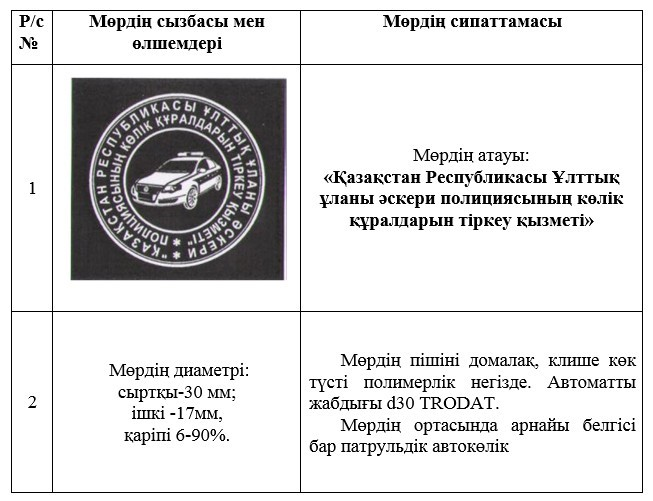 Р/с № Мөрдің сызбасы мен өлшемдері Мөрдің сипаттамасы
1
"ҚАЗАҚСТАН РЕСПУБЛИКАСЫ ҰЛТТЫҚ ҰЛАНЫ ӘСКЕРИ
ПОЛИЦИЯСЫНЫҢ КӨЛІК ҚҰРАЛДАРЫН ТІРКЕУ ҚЫЗМЕТІ"
Мөрдің атауы:
«Қазақстан Республикасы Ұлттық
ұланы әскери полициясының көлік
құралдарын тіркеу қызметі»
2
Мөрдің диаметрі:
сыртқы-30 мм;
ішкі -17мм,
қаріпі 6-90%.
Мөрдің пішіні домалақ, клише көк
түсті полимерлік негізде. Автоматты
жабдығы d30 TRODAT.
Мөрдің ортасында арнайы белгісі
бар патрульдік автокөлік